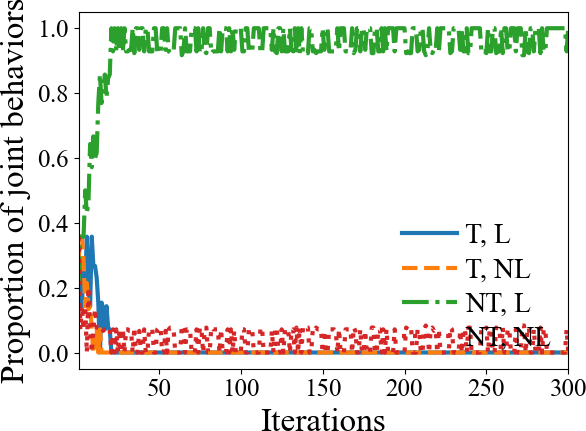 Proportion of joint behaviors
1.0
0.8
0.6
0.4
0.2
0.0
T, L
T, NL
NT, L
NT, NL
50
100
150
200
250
300
Iterations